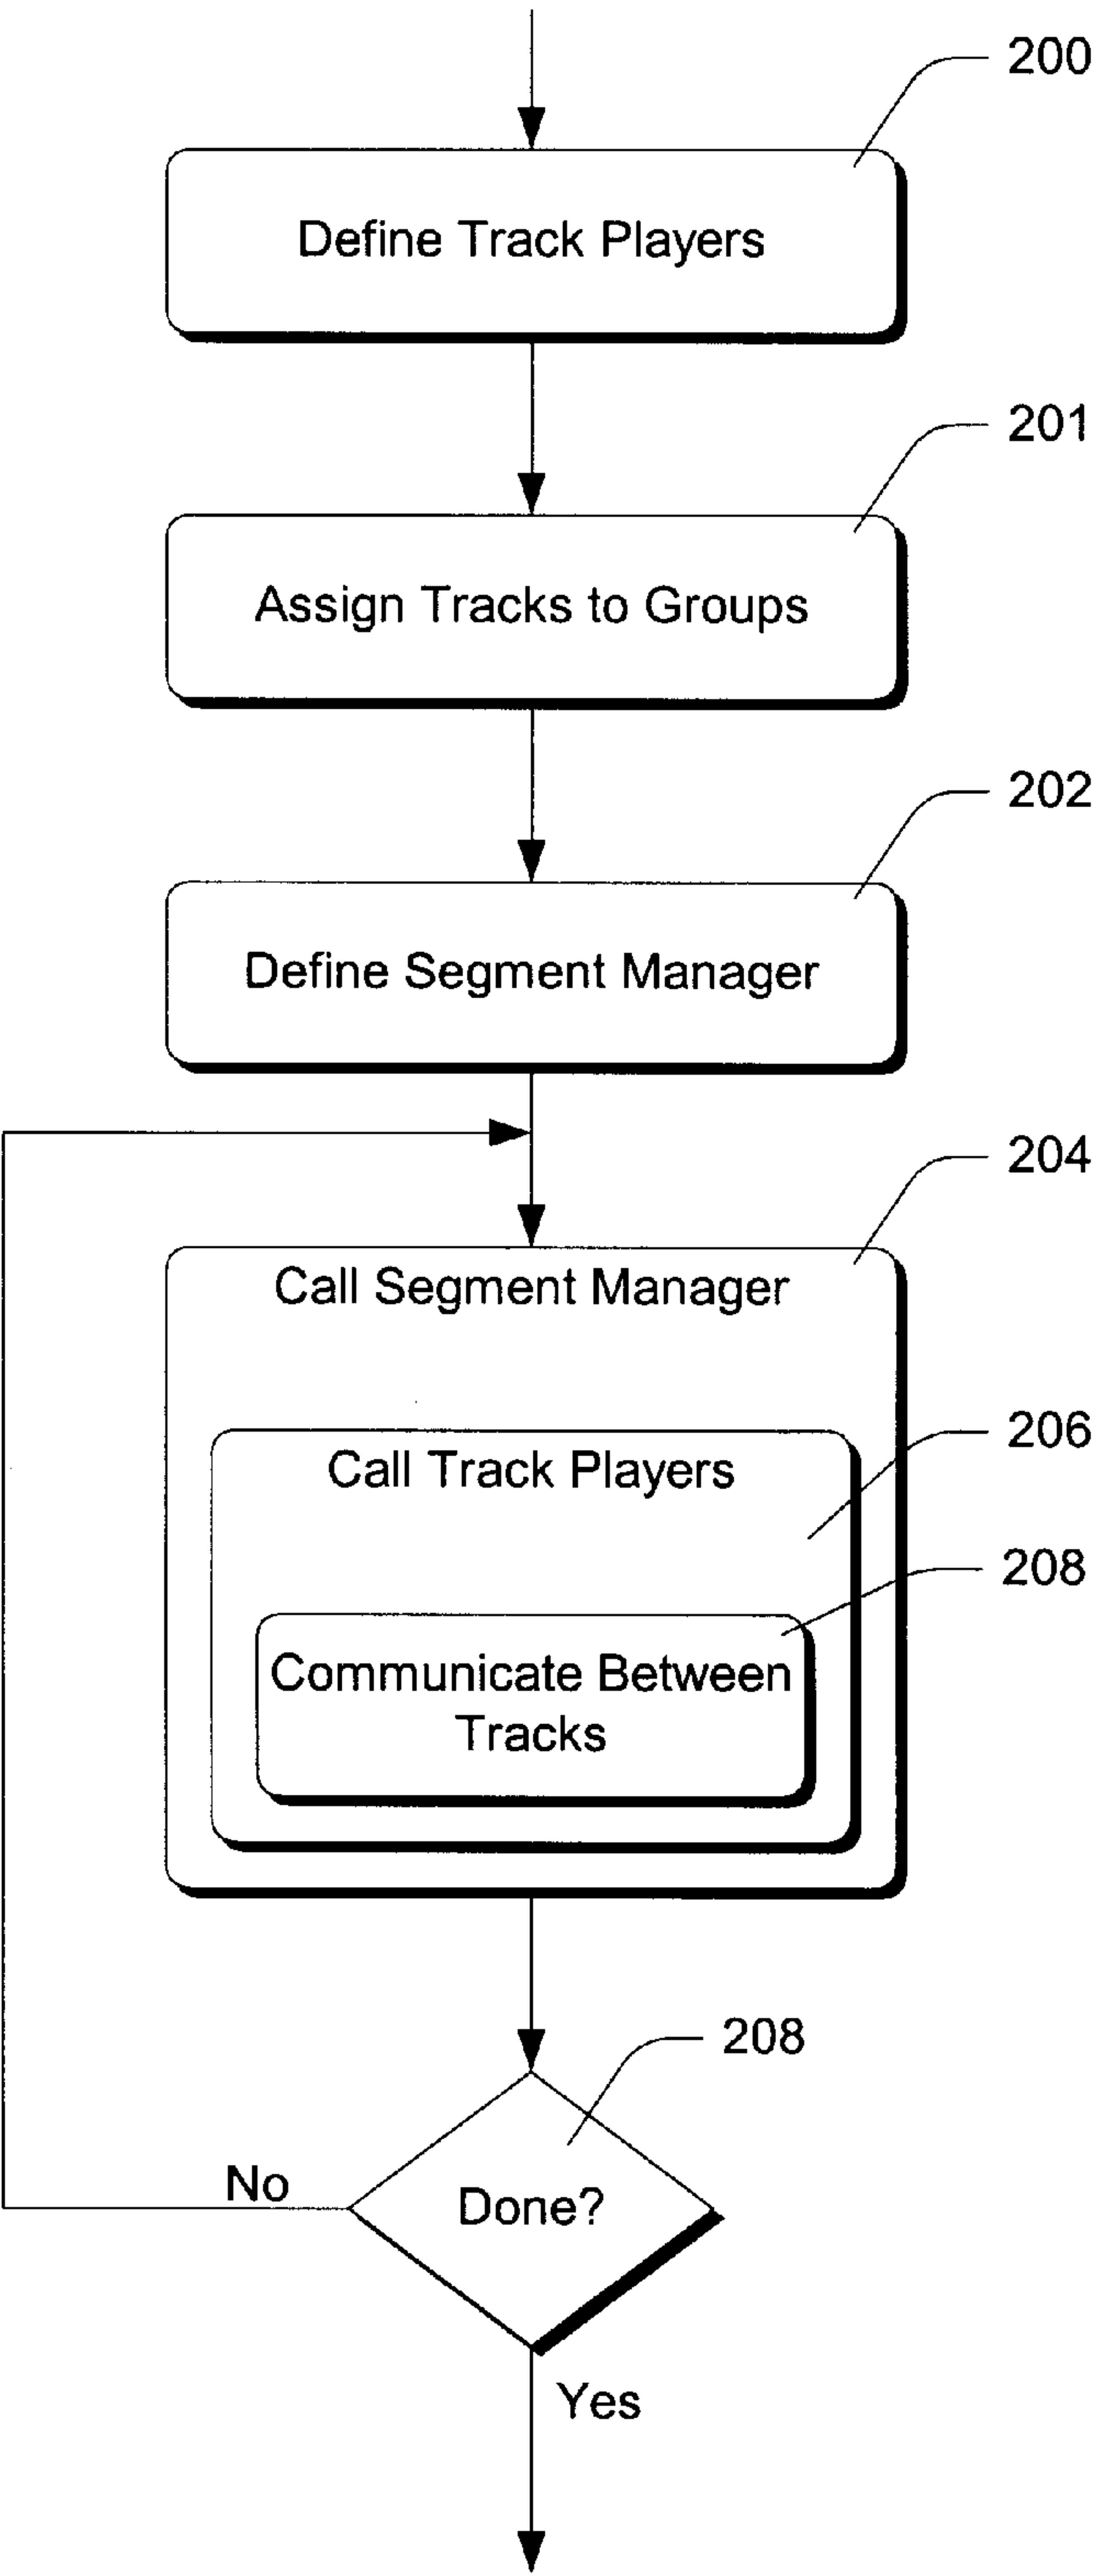 200
Define Track Players
201
Assign Tracks to Groups
202
Define Segment Manager
204
Call Segment Manager
206
Call Track Players
208
Communicate Between
Tracks
208
Done?
No
Yes